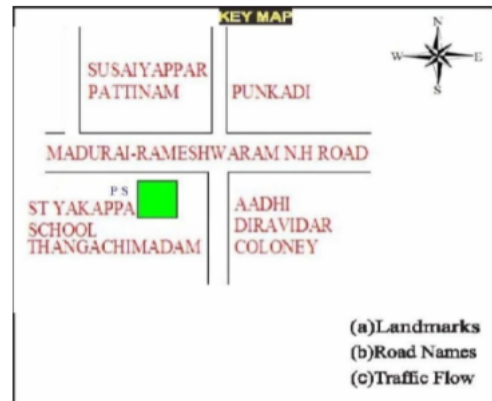 KEY MAP
N
W E
S
SUSAIYAPPAR
PATTINAM
PUNKADI
MADURAI-RAMESHWARAM N.H ROAD
P S
ST YAKAPPA
SCHOOL
THANGACHIMADAM
AADHI
DIRAVIDAR
COLONEY
(a)Landmarks
(b)Road Names
(c)Traffic Flow